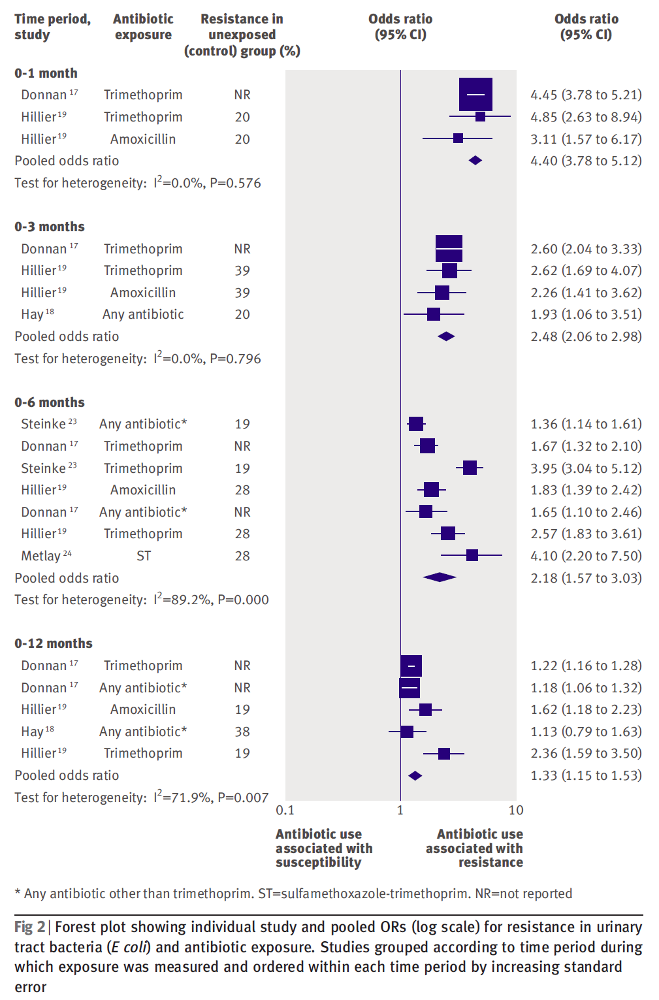 Time period, study Antibiotic exposure Resistance in unexposed (control) group (%) Odds ratio (95% CI) Odds ratio (95% CI)
0-1 month
Donnan 17 Trimethoprim NR 4.45 (3.78 to 5.21)
Hillier 19 Trimethoprim 20 4.85 (2.63 to 8.94)
Hillier 19 Amoxicillin 20 3.11 (1.57 to 6.17)
Pooled odds ratio 4.40 (3.78 to 5.12)
Test for heterogeneity: I2=0.0%, P=0.576
0-3 months
Donnan 17 Trimethoprim NR 2.60 (2.04 to 3.33)
Hillier 19 Trimethoprim 39 2.62 (1.69 to 4.07)
Hillier 19 Amoxicillin 39 2.26 (1.41 to 3.62)
Hay 18 Any antibiotic 20 1.93 (1.06 to 3.51)
Pooled odds ratio 2.48 (2.06 to 2.98)
Test for heterogeneity: I2=0.0%, P=0.796
0-6 months
Steinke 23 Any antibiotic* 19 1.36 (1.14 to 1.61)
Donnan 17 Trimethoprim NR 1.67 (1.32 to 2.10)
Steinke 23 Trimethoprim 19 3.95 (3.04 to 5.12)
Hillier 19 Amoxicillin 28 1.83 (1.39 to 2.42)
Donnan 17 Any antibiotic* NR 1.65 (1.10 to 2.46)
Hillier 19 Trimethoprim 28 2.57 (1.83 to 3.61)
Metlay 24 ST 28 4.10 (2.20 to 7.50)
Pooled odds ratio 2.18 (1.57 to 3.03)
Test for heterogeneity: I2=89.2%, P=0.000
0-12 months
Donnan 17 Trimethoprim NR 1.22 (1.16 to 1.28)
Donnan 17 Any antibiotic* NR 1.18 (1.06 to 1.32)
Hillier 19 Amoxicillin 19 1.62 (1.18 to 2.23)
Hay 18 Any antibiotic* 38 1.13 (0.79 to 1.63)
Hillier 19 Trimethoprim 19 2.36 (1.59 to 3.50)
Pooled odds ratio 1.33 (1.15 to 1.53)
Test for heterogeneity: I2=71.9%, P=0.007
0.1 1 10
Antibiotic use associated with susceptibility
Antibiotic use associated with resistance
* Any antibiotic other than trimethoprim. ST=sulfamethoxazole-trimethoprim. NR=not reported
Fig 2 | Forest plot showing individual study and pooled ORs (log scale) for resistance in urinary
tract bacteria (E coli) and antibiotic exposure. Studies grouped according to time period during
which exposure was measured and ordered within each time period by increasing standard
error